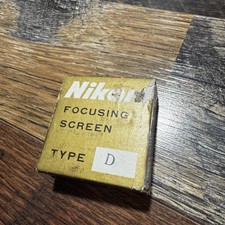 Nikon
FOCUSING
SCREEN
TYPE D